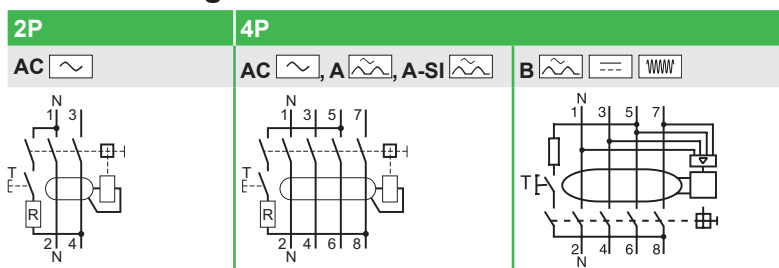 2P 4P
AC AC , A , A-SI B
N N N
1 3 1 3 5 7 1 3 5 7
T T T
R R
2 4 2 4 6 8 2 4 6 8
N N N